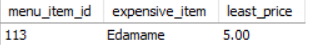 menu_item_id expensive_item least_price
113 Edamame 5.00